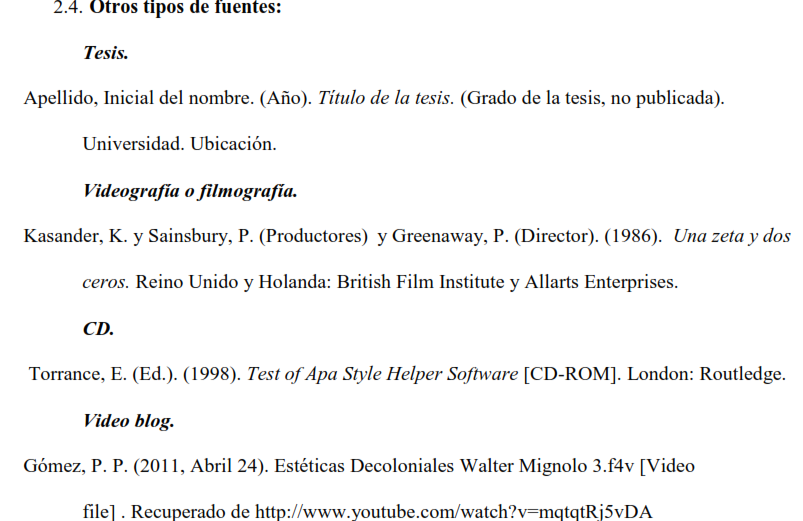 2.4. Otros tipos de fuentes:
Tesis.
Apellido, Inicial del nombre. (Año). Título de la tesis. (Grado de la tesis, no publicada).
Universidad. Ubicación.
Videografía o filmografía.
Kasander, K. y Sainsbury, P. (Productores) y Greenaway, P. (Director). (1986). Una zeta y dos
ceros. Reino Unido y Holanda: British Film Institute y Allarts Enterprises.
CD.
Torrance, E. (Ed.). (1998). Test of Apa Style Helper Software [CD-ROM]. London: Routledge.
Video blog.
Gómez, P. P. (2011, Abril 24). Estéticas Decoloniales Walter Mignolo 3.f4v [Video
file] . Recuperado de http://www.youtube.com/watch?v=mqtqtRj5vDA